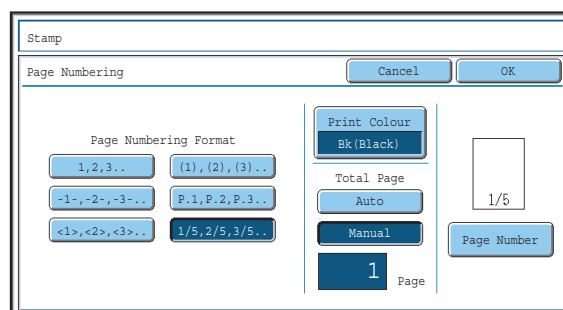 Stamp
Page Numbering
Cancel
OK
Page Numbering Format
1,2,3..
(1),(2),(3)..
-1-,-2-,-3-..
P.1,P.2,P.3..
<1>,<2>,<3>..
1/5,2/5,3/5..
Print Colour
Bk(Black)
Total Page
Auto
Manual
1 Page
1/5
Page Number